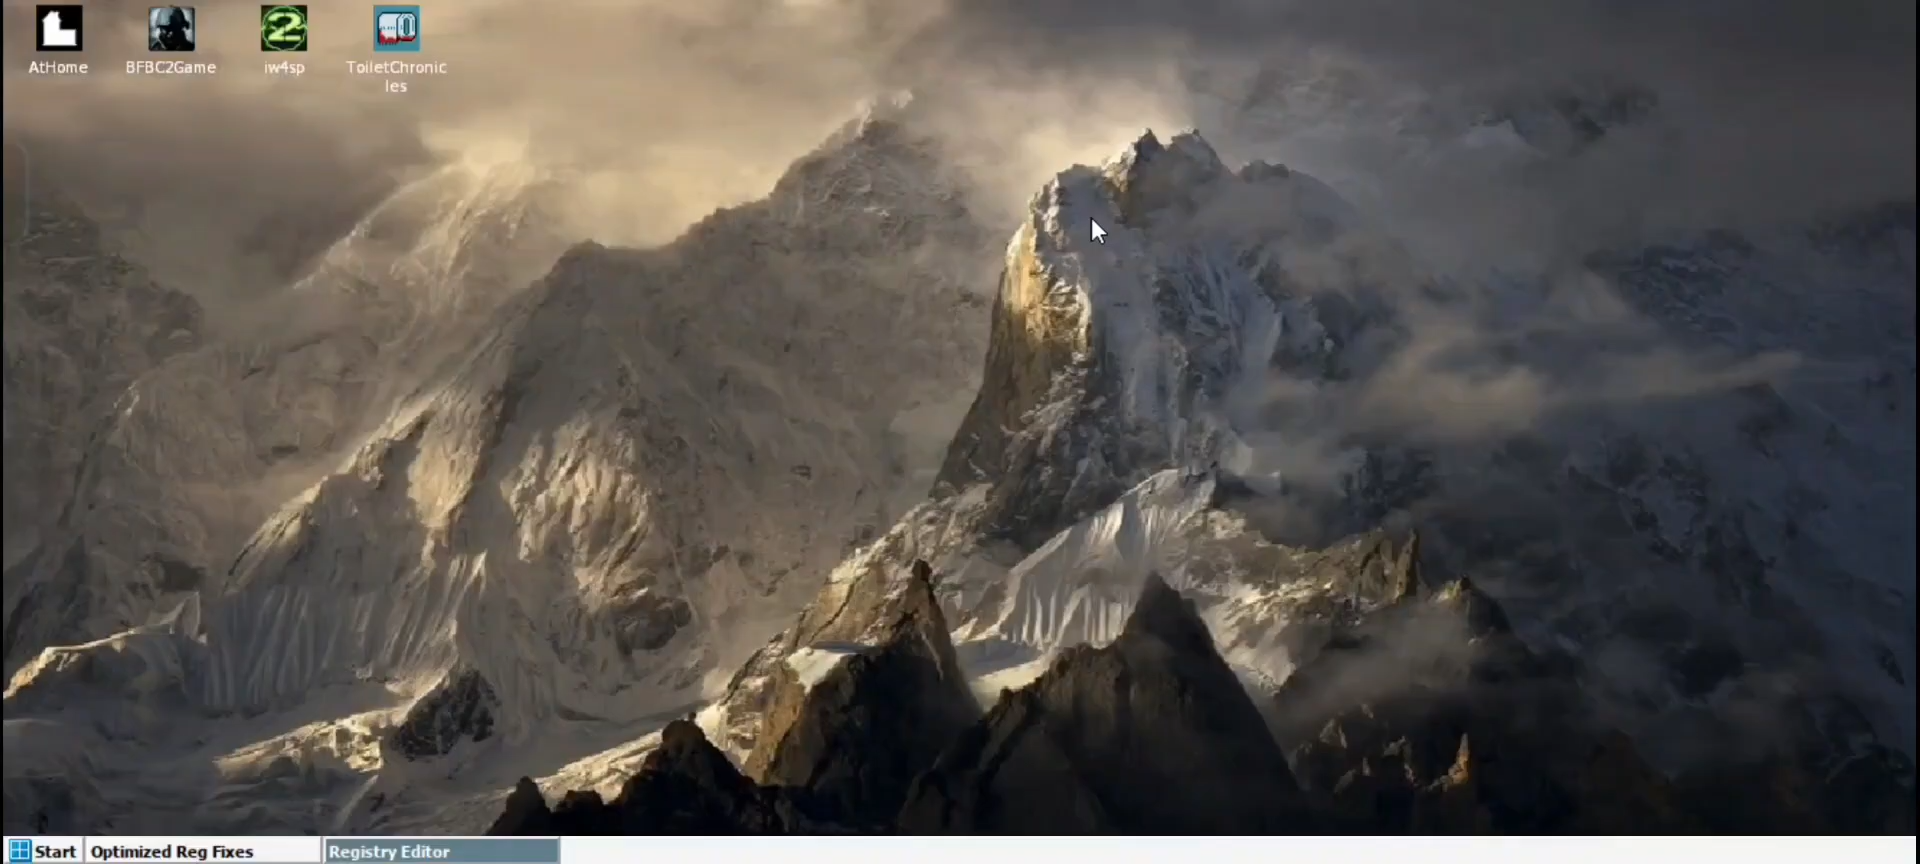 AtHome
BFBC2Game
iw4sp
ToiletChronic
les
Start
Optimized Reg Fixes
Registry Editor